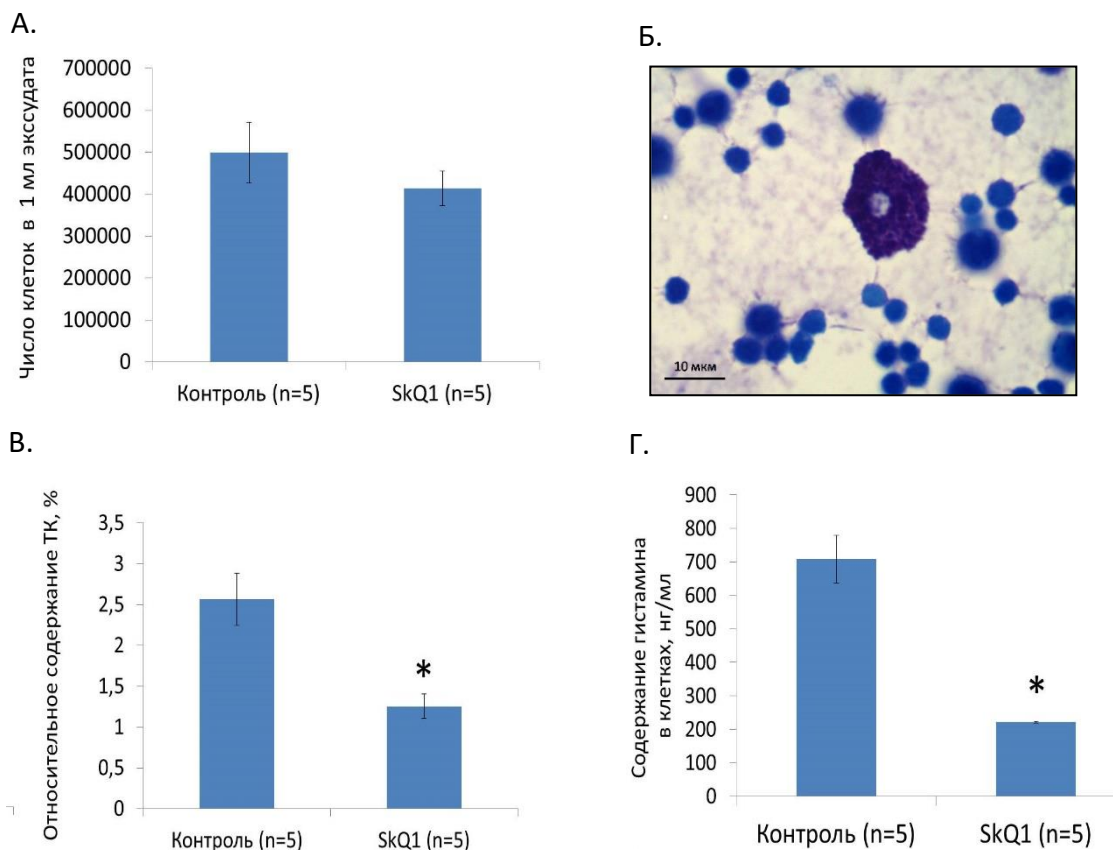 А.
Число клеток в 1 мл экссудата
700000
600000
500000
400000
300000
200000
100000
0
Контроль (n=5)
SkQ1 (n=5)
Б.
10 мкм
В.
Относительное содержание ТК, %
3,5
3
2,5
2
1,5
1
0,5
0
*
Контроль (n=5)
SkQ1 (n=5)
Г.
Содержание гистамина
в клетках, нг/мл
900
800
700
600
500
400
300
200
100
0
*
Контроль (n=5)
SkQ1 (n=5)